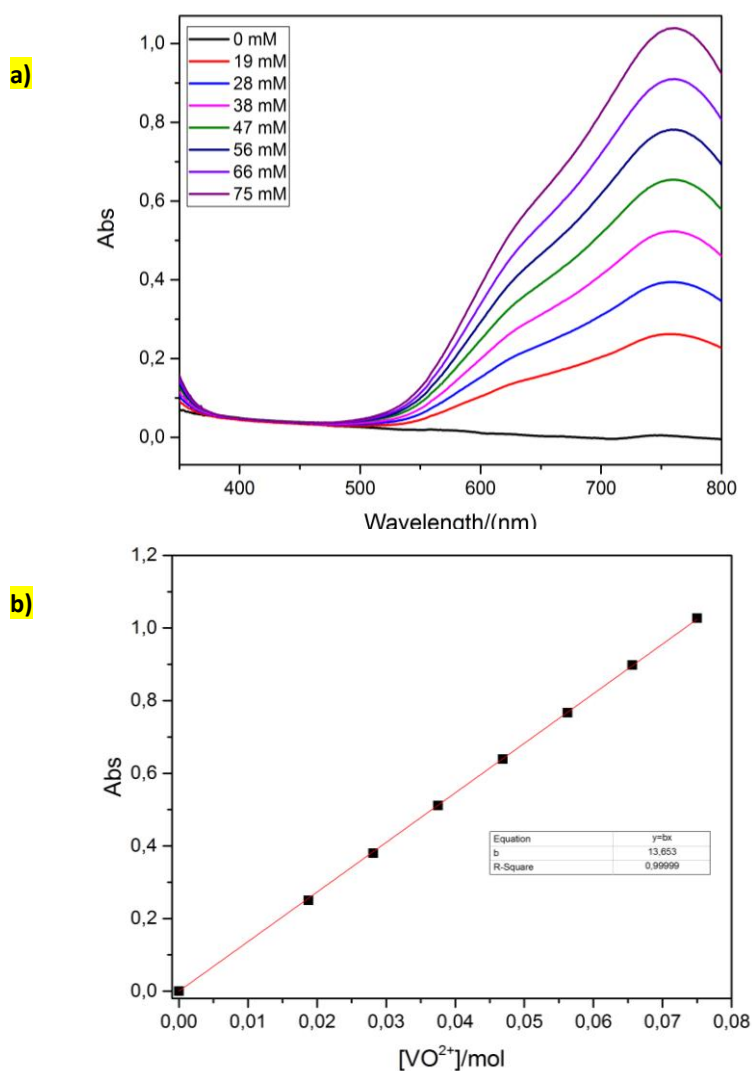 a)
1,0
0,8
0,6
0,4
0,2
0,0
Abs
0 mM
19 mM
28 mM
38 mM
47 mM
56 mM
66 mM
75 mM
400 500 600 700 800
Wavelength/(nm)
b)
1,2
1,0
0,8
0,6
0,4
0,2
0,0
Abs
Equation y=bx
b 13,653
R-Square 0,99999
0,00 0,01 0,02 0,03 0,04 0,05 0,06 0,07 0,08
[VO²⁺]/mol